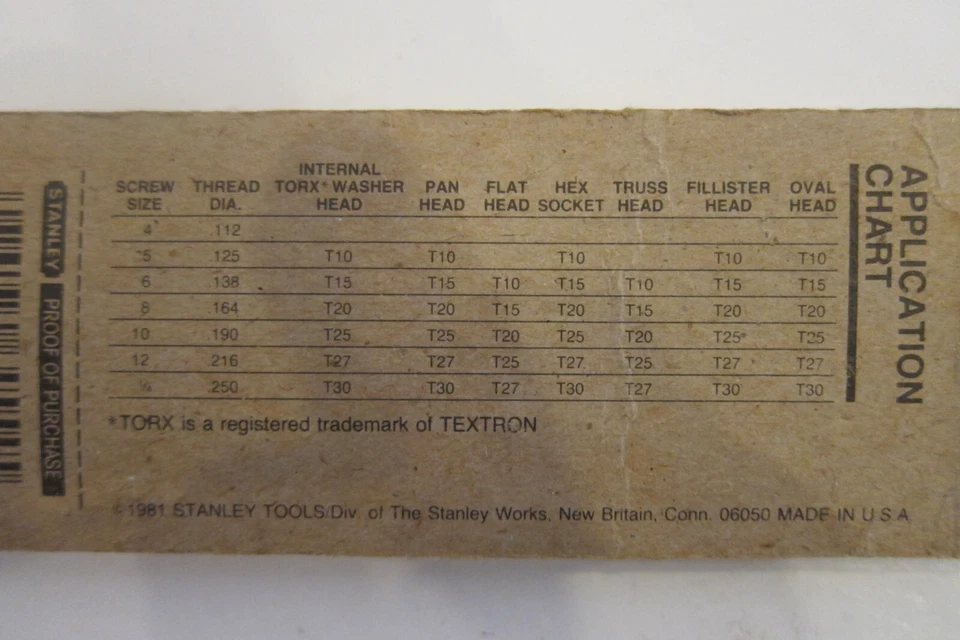 APPLICATION
CHART
INTERNAL
SCREW THREAD TORX* WASHER PAN FLAT HEX TRUSS FILLISTER OVAL
SIZE DIA. HEAD HEAD HEAD SOCKET HEAD HEAD HEAD
4 .112
5 .125 T10 T10 T10 T10 T10
6 .138 T15 T15 T10 T15 T10 T15 T15
8 .164 T20 T20 T15 T20 T15 T20 T20
10 .190 T25 T25 T20 T25 T20 T25 T25
12 .216 T27 T27 T25 T27 T25 T27 T27
¼ .250 T30 T30 T27 T30 T27 T30 T30
*TORX is a registered trademark of TEXTRON
©1981 STANLEY TOOLS/Div. of The Stanley Works, New Britain, Conn. 06050 MADE IN U S A
STANLEY PROOF OF PURCHASE